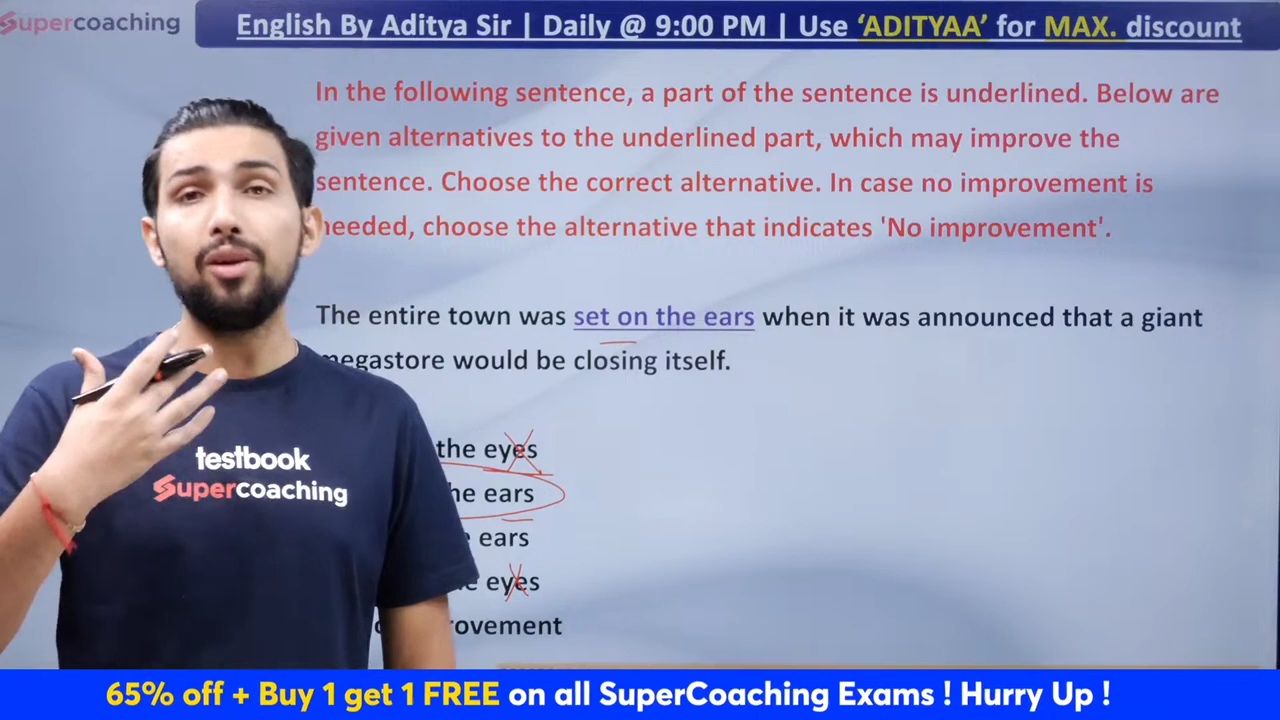 Supercoaching
English By Aditya Sir | Daily @ 9:00 PM | Use ‘ADITYAA’ for MAX. discount
In the following sentence, a part of the sentence is underlined. Below are
given alternatives to the underlined part, which may improve the
sentence. Choose the correct alternative. In case no improvement is
needed, choose the alternative that indicates 'No improvement'.
The entire town was set on the ears when it was announced that a giant
megastore would be closing itself.
the eyes
the ears
ears
eyes
improvement
testbook
Supercoaching
65% off + Buy 1 get 1 FREE on all SuperCoaching Exams ! Hurry Up !